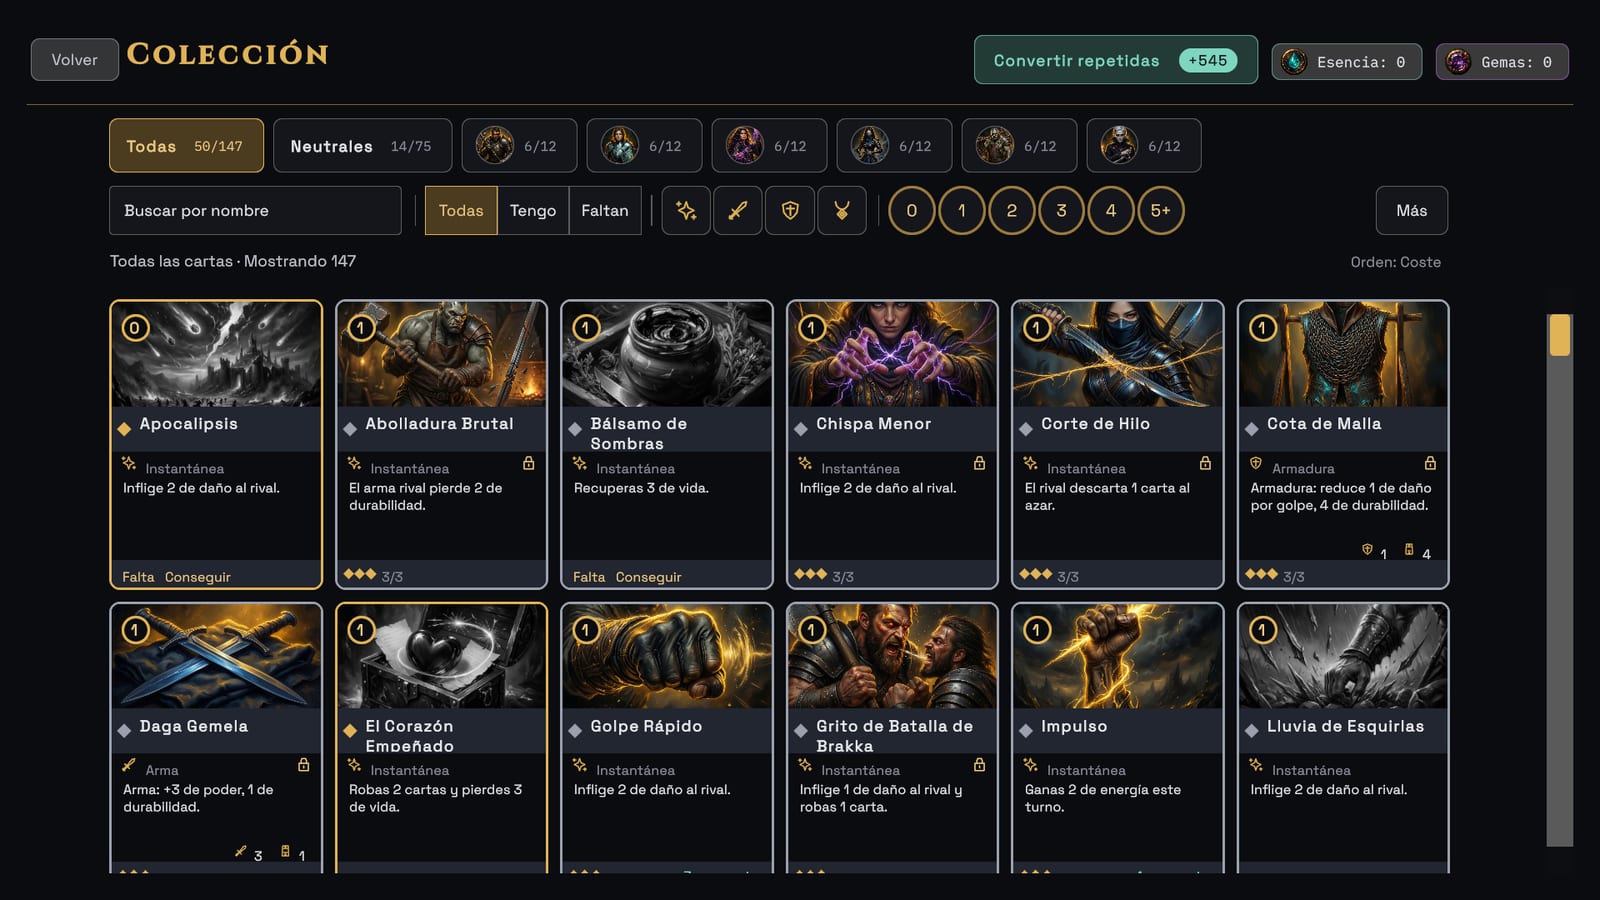 Volver
COLECCIÓN
Convertir repetidas +545
Esencia: 0
Gemas: 0
Todas 50/147
Neutrales 14/75
6/12
6/12
6/12
6/12
6/12
6/12
Buscar por nombre
Todas
Tengo
Faltan
0
1
2
3
4
5+
Más
Todas las cartas · Mostrando 147
Orden: Coste
0
Apocalipsis
Instantánea
Inflige 2 de daño al rival.
Falta Conseguir
1
Abolladura Brutal
Instantánea
El arma rival pierde 2 de
durabilidad.
3/3
1
Bálsamo de
Sombras
Instantánea
Recuperas 3 de vida.
Falta Conseguir
1
Chispa Menor
Instantánea
Inflige 2 de daño al rival.
3/3
1
Corte de Hilo
Instantánea
El rival descarta 1 carta al
azar.
3/3
1
Cota de Malla
Armadura
Armadura: reduce 1 de daño
por golpe, 4 de durabilidad.
1 4
3/3
1
Daga Gemela
Arma
Arma: +3 de poder, 1 de
durabilidad.
3 1
1
El Corazón
Empeñado
Instantánea
Robas 2 cartas y pierdes 3
de vida.
1
Golpe Rápido
Instantánea
Inflige 2 de daño al rival.
1
Grito de Batalla de
Brakka
Instantánea
Inflige 1 de daño al rival y
robas 1 carta.
1
Impulso
Instantánea
Ganas 2 de energía este
turno.
1
Lluvia de Esquirlas
Instantánea
Inflige 2 de daño al rival.